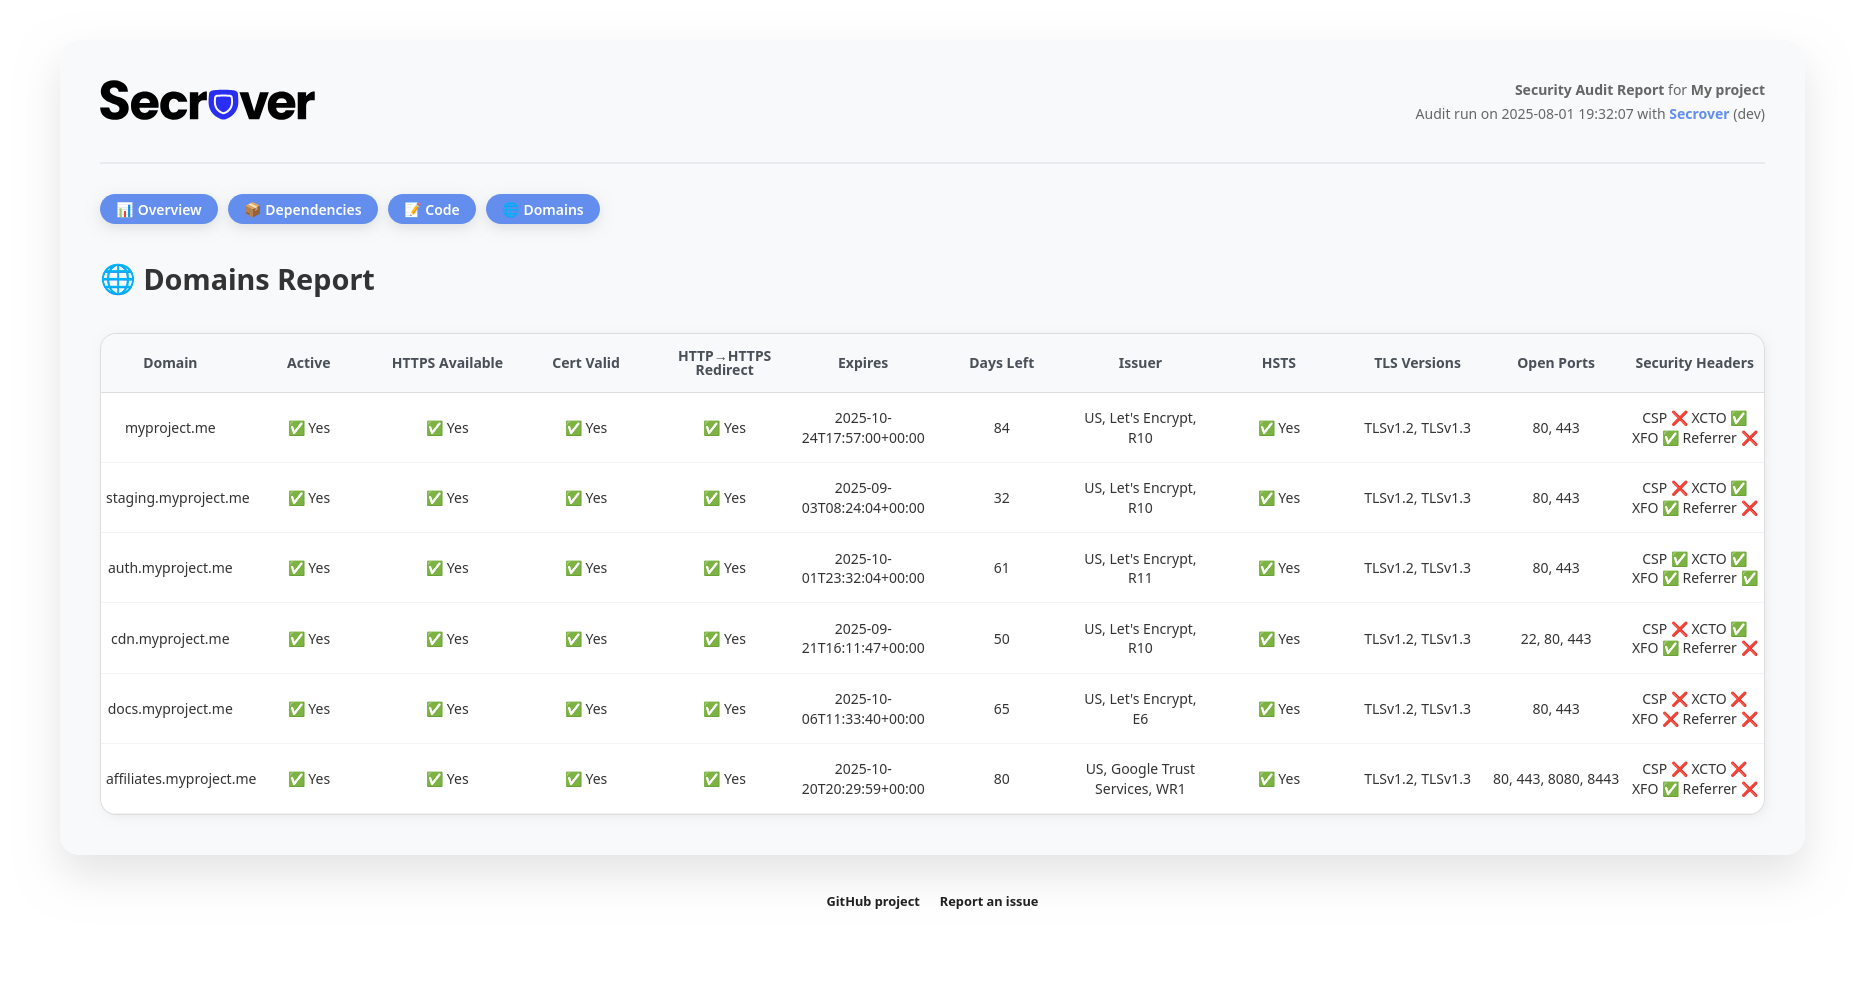 Secrover
Security Audit Report for My project
Audit run on 2025-08-01 19:32:07 with Secrover (dev)
📊 Overview 📦 Dependencies 📝 Code 🌐 Domains
🌐 Domains Report
Domain Active HTTPS Available Cert Valid HTTP→HTTPS Redirect Expires Days Left Issuer HSTS TLS Versions Open Ports Security Headers
myproject.me ✅ Yes ✅ Yes ✅ Yes ✅ Yes 2025-10-24T17:57:00+00:00 84 US, Let's Encrypt, R10 ✅ Yes TLSv1.2, TLSv1.3 80, 443 CSP ❌ XCTO ✅ XFO ✅ Referrer ❌
staging.myproject.me ✅ Yes ✅ Yes ✅ Yes ✅ Yes 2025-09-03T08:24:04+00:00 32 US, Let's Encrypt, R10 ✅ Yes TLSv1.2, TLSv1.3 80, 443 CSP ❌ XCTO ✅ XFO ✅ Referrer ❌
auth.myproject.me ✅ Yes ✅ Yes ✅ Yes ✅ Yes 2025-10-01T23:32:04+00:00 61 US, Let's Encrypt, R11 ✅ Yes TLSv1.2, TLSv1.3 80, 443 CSP ✅ XCTO ✅ XFO ✅ Referrer ✅
cdn.myproject.me ✅ Yes ✅ Yes ✅ Yes ✅ Yes 2025-09-21T16:11:47+00:00 50 US, Let's Encrypt, R10 ✅ Yes TLSv1.2, TLSv1.3 22, 80, 443 CSP ❌ XCTO ✅ XFO ✅ Referrer ❌
docs.myproject.me ✅ Yes ✅ Yes ✅ Yes ✅ Yes 2025-10-06T11:33:40+00:00 65 US, Let's Encrypt, E6 ✅ Yes TLSv1.2, TLSv1.3 80, 443 CSP ❌ XCTO ❌ XFO ❌ Referrer ❌
affiliates.myproject.me ✅ Yes ✅ Yes ✅ Yes ✅ Yes 2025-10-20T20:29:59+00:00 80 US, Google Trust Services, WR1 ✅ Yes TLSv1.2, TLSv1.3 80, 443, 8080, 8443 CSP ❌ XCTO ❌ XFO ✅ Referrer ❌
GitHub project Report an issue